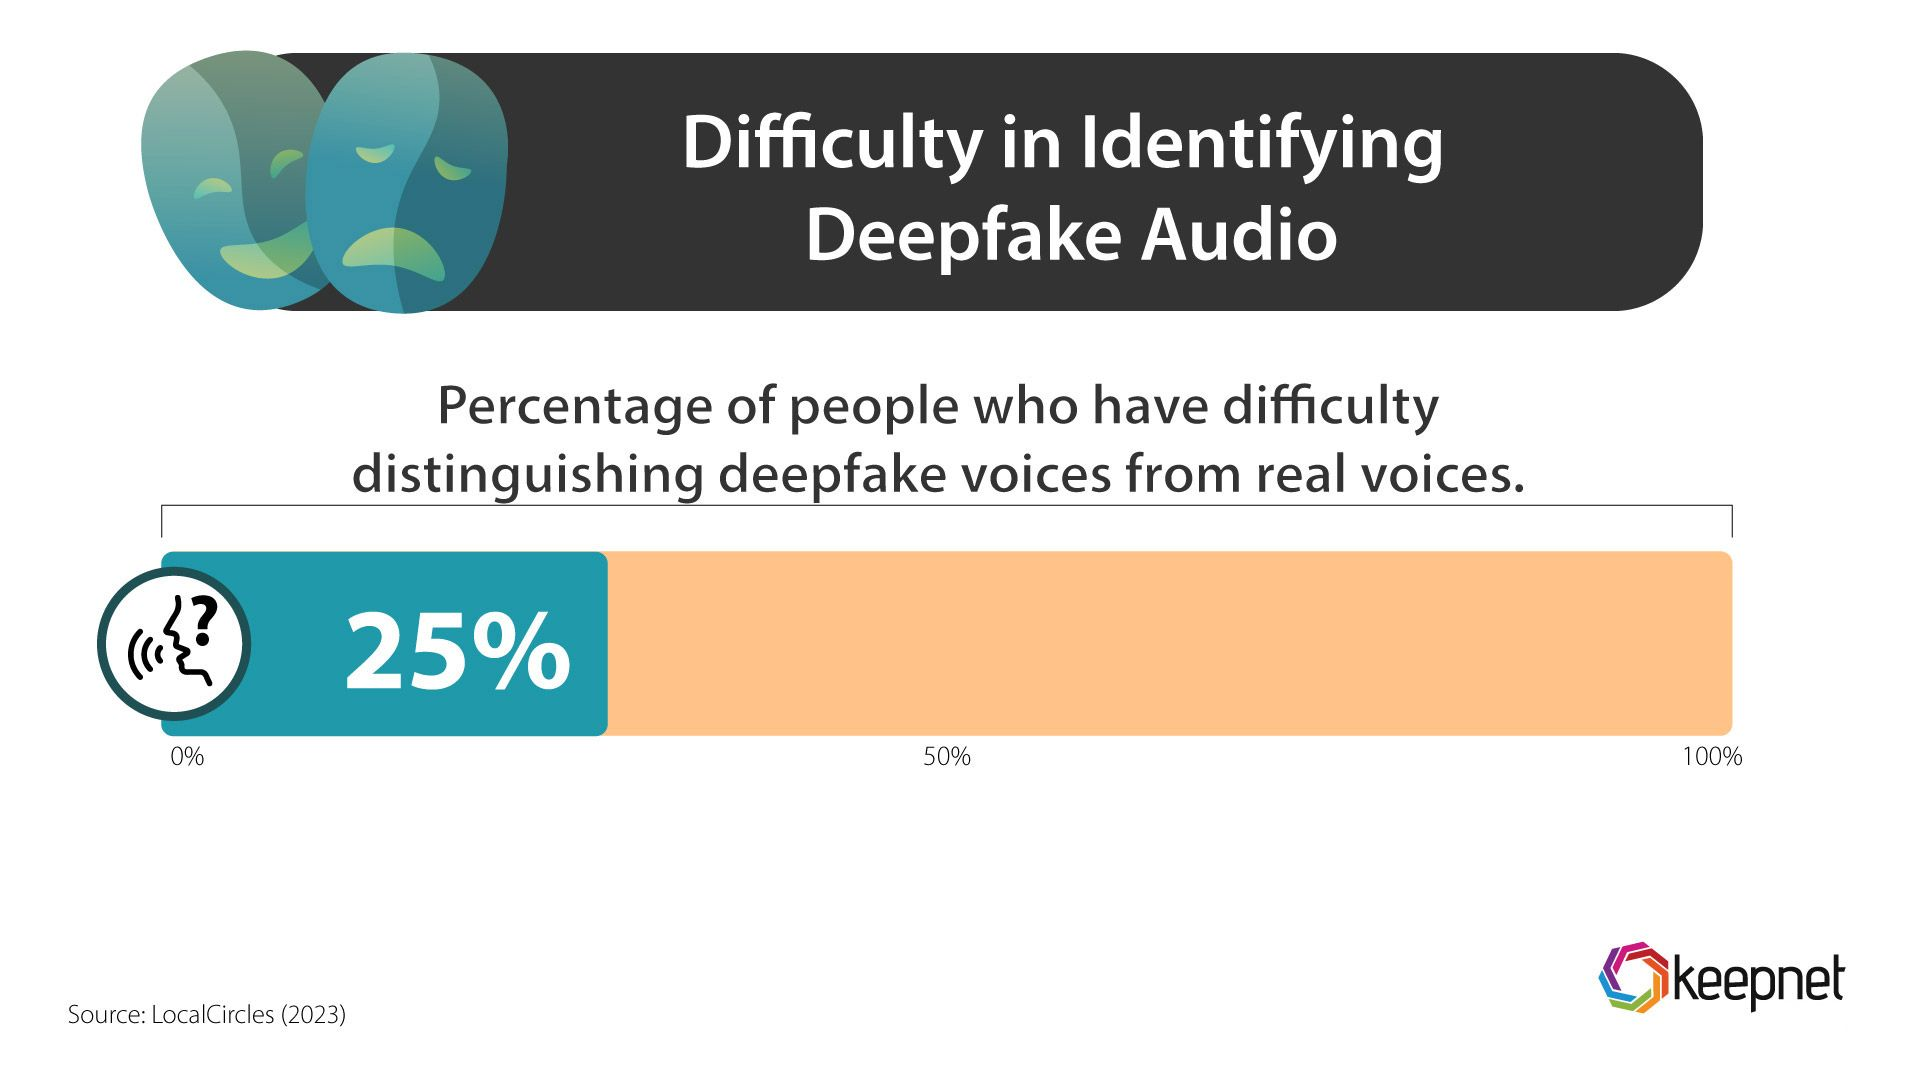 Difficulty in Identifying
Deepfake Audio
Percentage of people who have difficulty
distinguishing deepfake voices from real voices.
?
25%
0%
50%
100%
keepnet
Source: LocalCircles (2023)